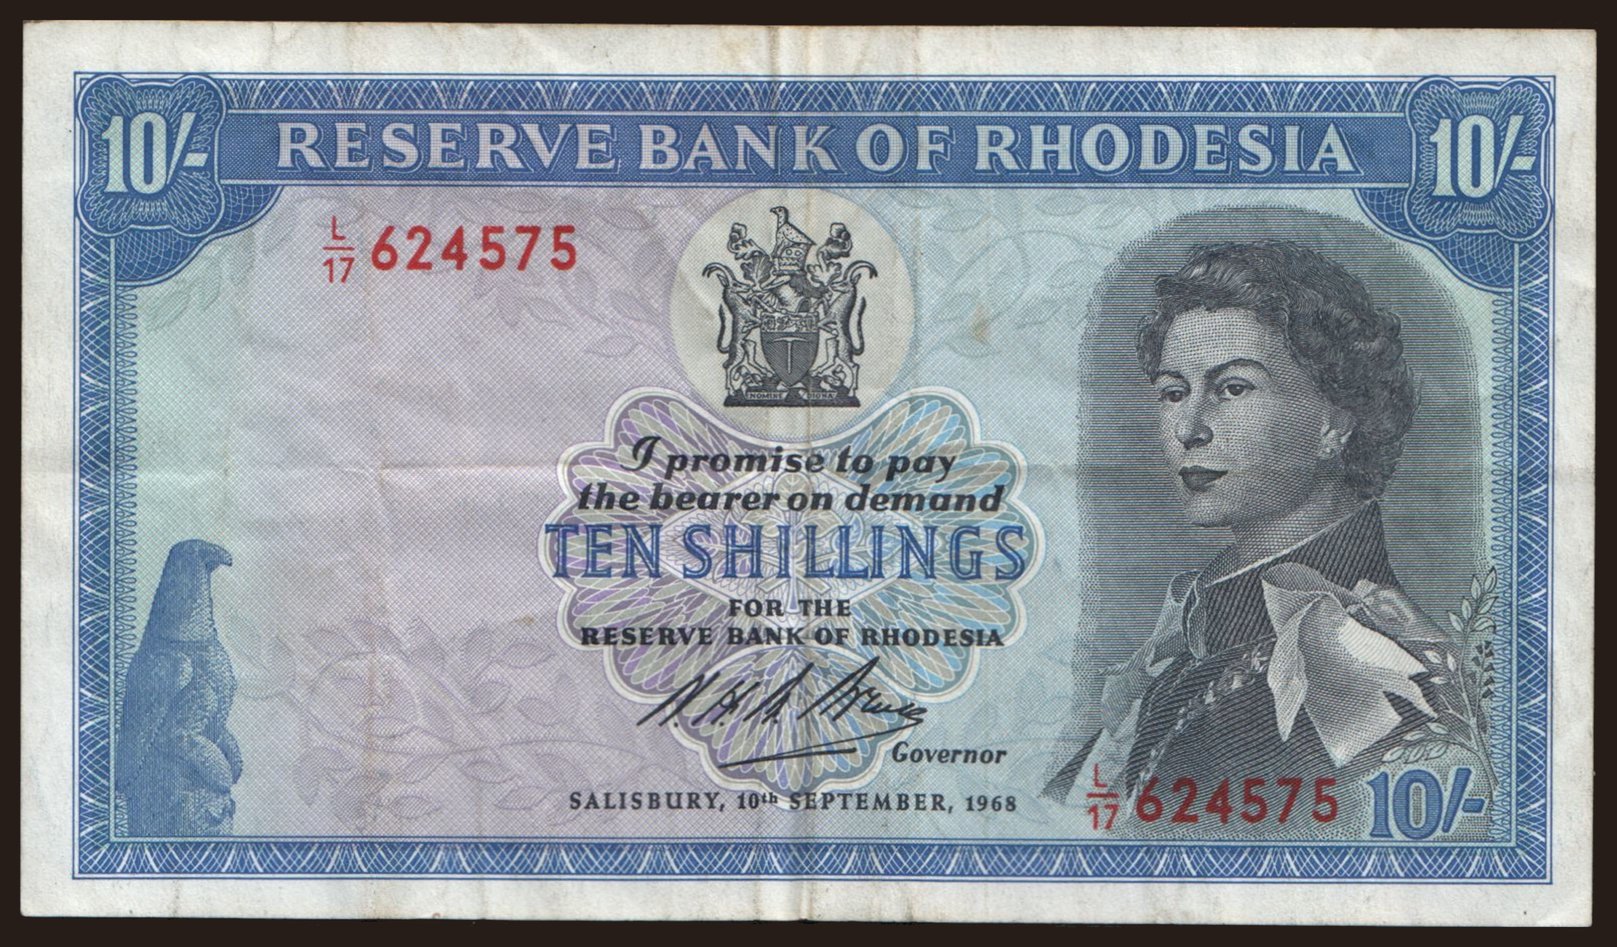 10/-
RESERVE BANK OF RHODESIA
10/-
L/17 624575
I promise to pay
the bearer on demand
TEN SHILLINGS
FOR THE
RESERVE BANK OF RHODESIA
Governor
SALISBURY, 10th SEPTEMBER, 1968
L/17 624575
10/-